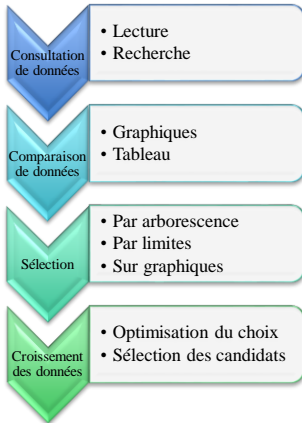 Consultation
de données
• Lecture
• Recherche
Comparaison
de données
• Graphiques
• Tableau
Sélection
• Par arborescence
• Par limites
• Sur graphiques
Croissement
des données
• Optimisation du choix
• Sélection des candidats